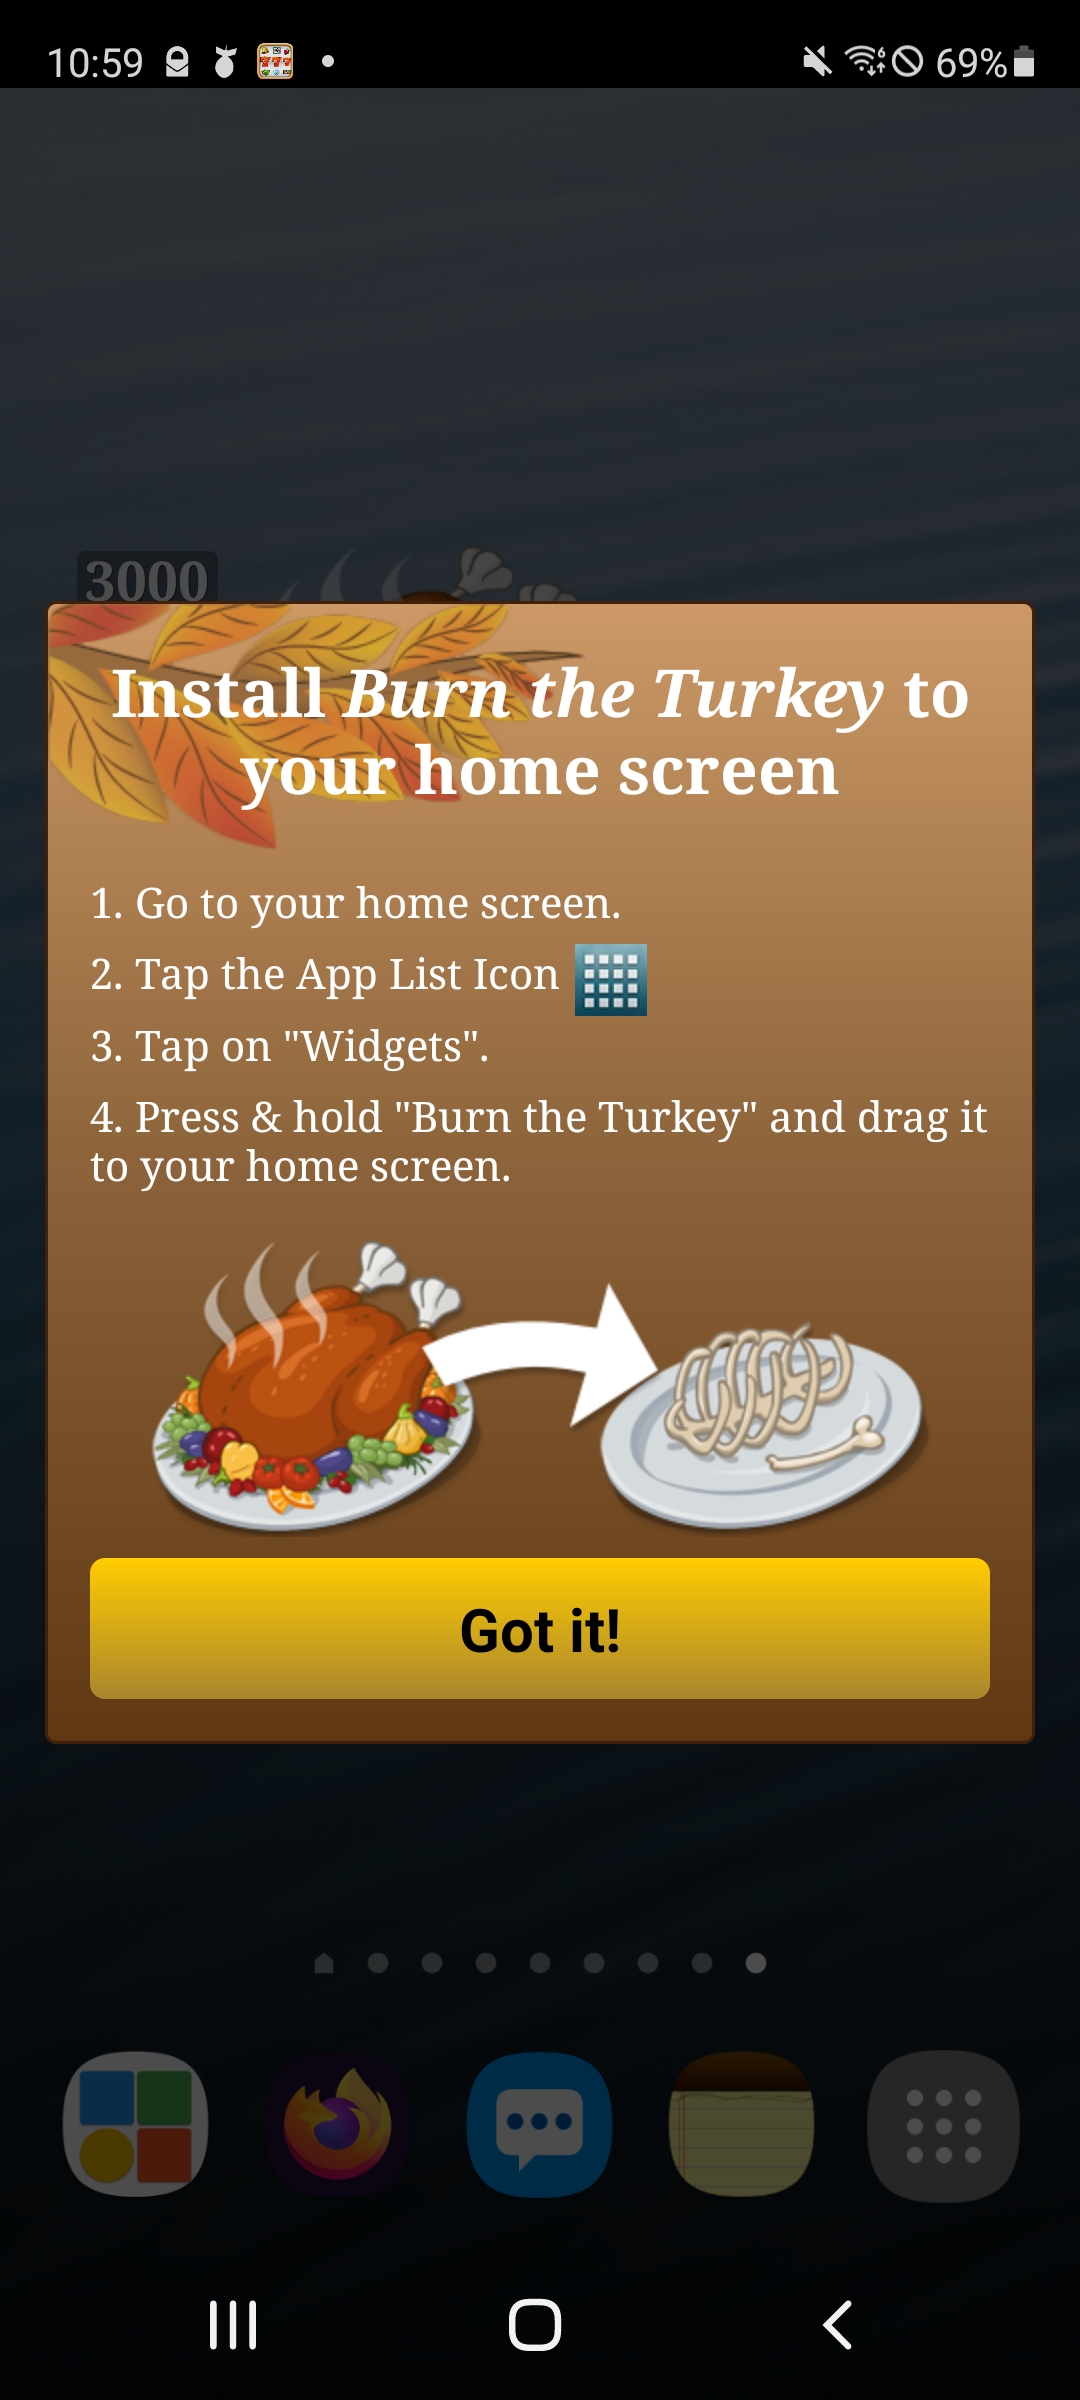 10:59
69%
3000
Install Burn the Turkey to
your home screen
1. Go to your home screen.
2. Tap the App List Icon
3. Tap on "Widgets".
4. Press & hold "Burn the Turkey" and drag it
to your home screen.
Got it!